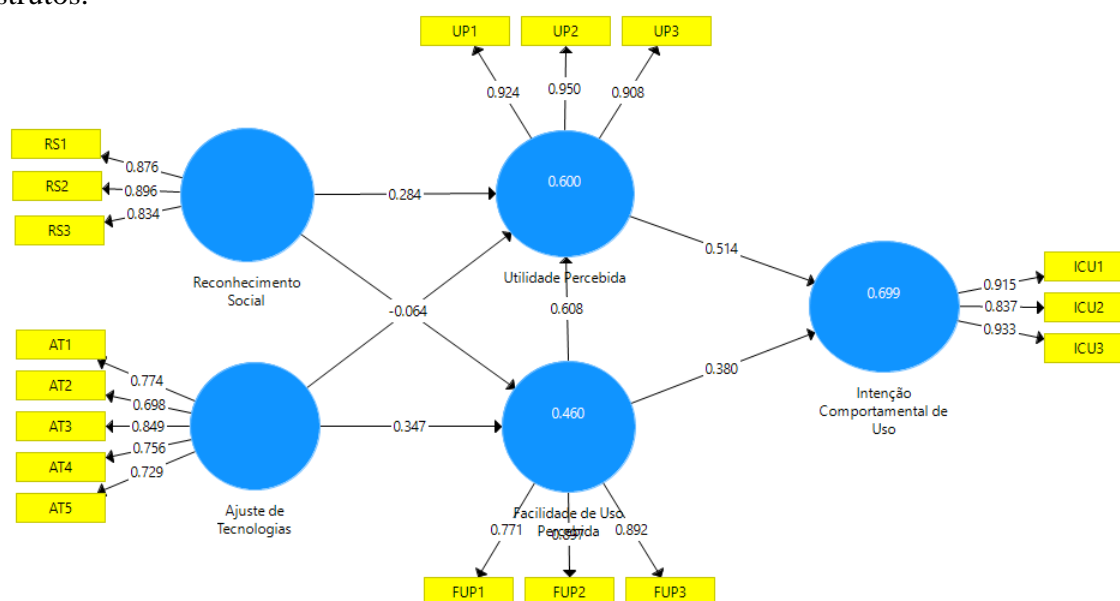 strutos.
UP1
UP2
UP3
0.924
0.950
0.908
RS1
RS2
RS3
0.876
0.896
0.834
0.600
0.284
Reconhecimento
Social
Utilidade Percebida
0.514
-0.064
0.608
0.699
0.915
0.837
0.933
ICU1
ICU2
ICU3
AT1
AT2
AT3
AT4
AT5
0.774
0.698
0.849
0.756
0.729
0.380
Intenção
Comportamental de
Uso
0.347
0.460
Ajuste de
Tecnologias
Facilidade de Uso
Percebida
0.771
0.897
0.892
FUP1
FUP2
FUP3